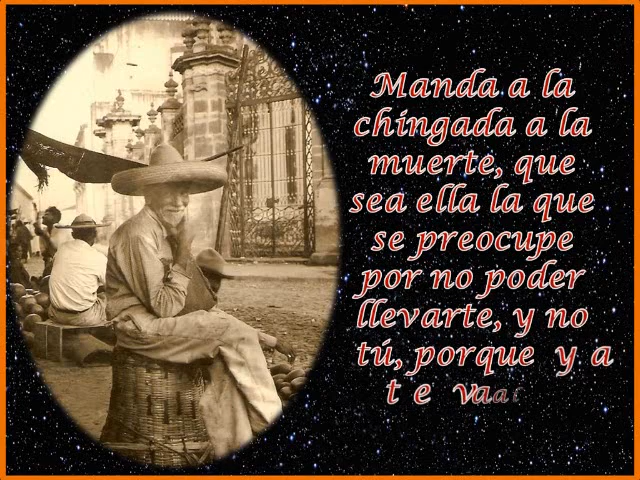 Manda a la
chingada a la
muerte, que
sea ella la que
se preocupe
por no poder
llevarte, y no
tú, porque y a
t e va